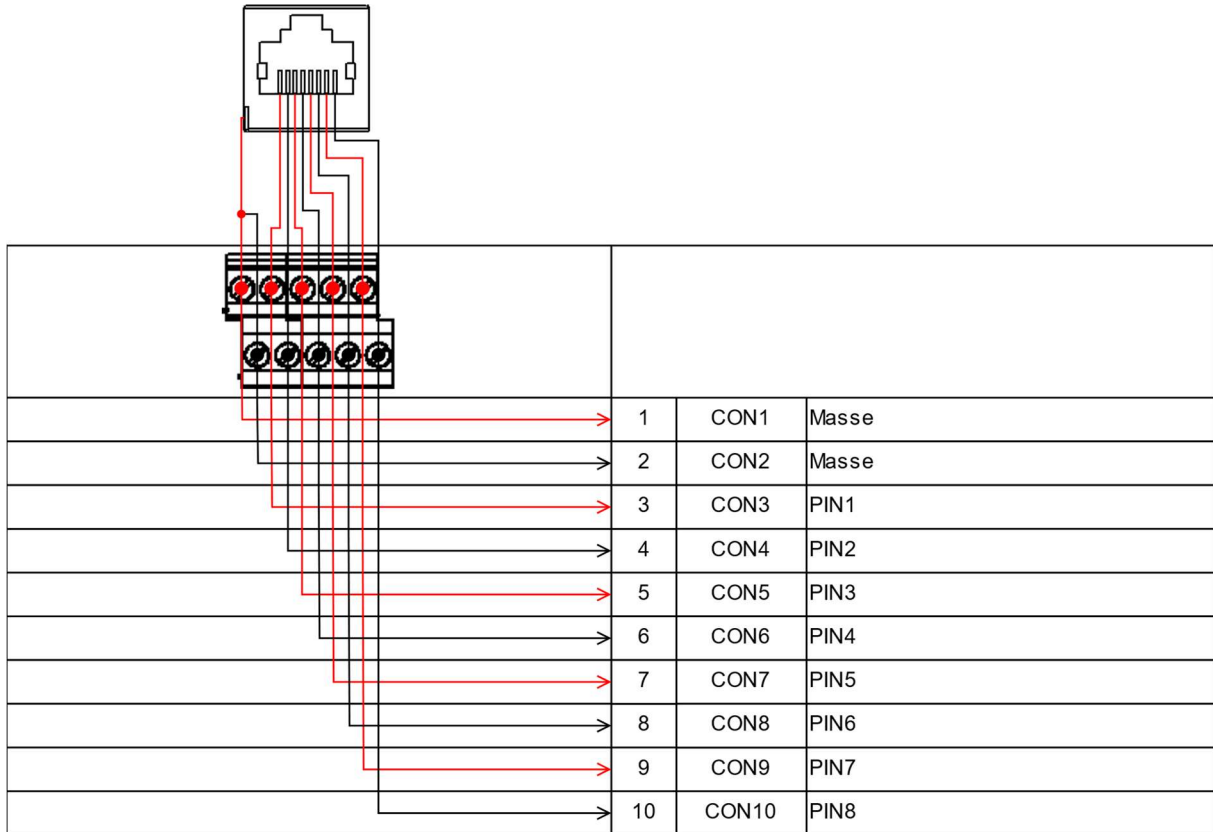 1 CON1 Masse
2 CON2 Masse
3 CON3 PIN1
4 CON4 PIN2
5 CON5 PIN3
6 CON6 PIN4
7 CON7 PIN5
8 CON8 PIN6
9 CON9 PIN7
10 CON10 PIN8